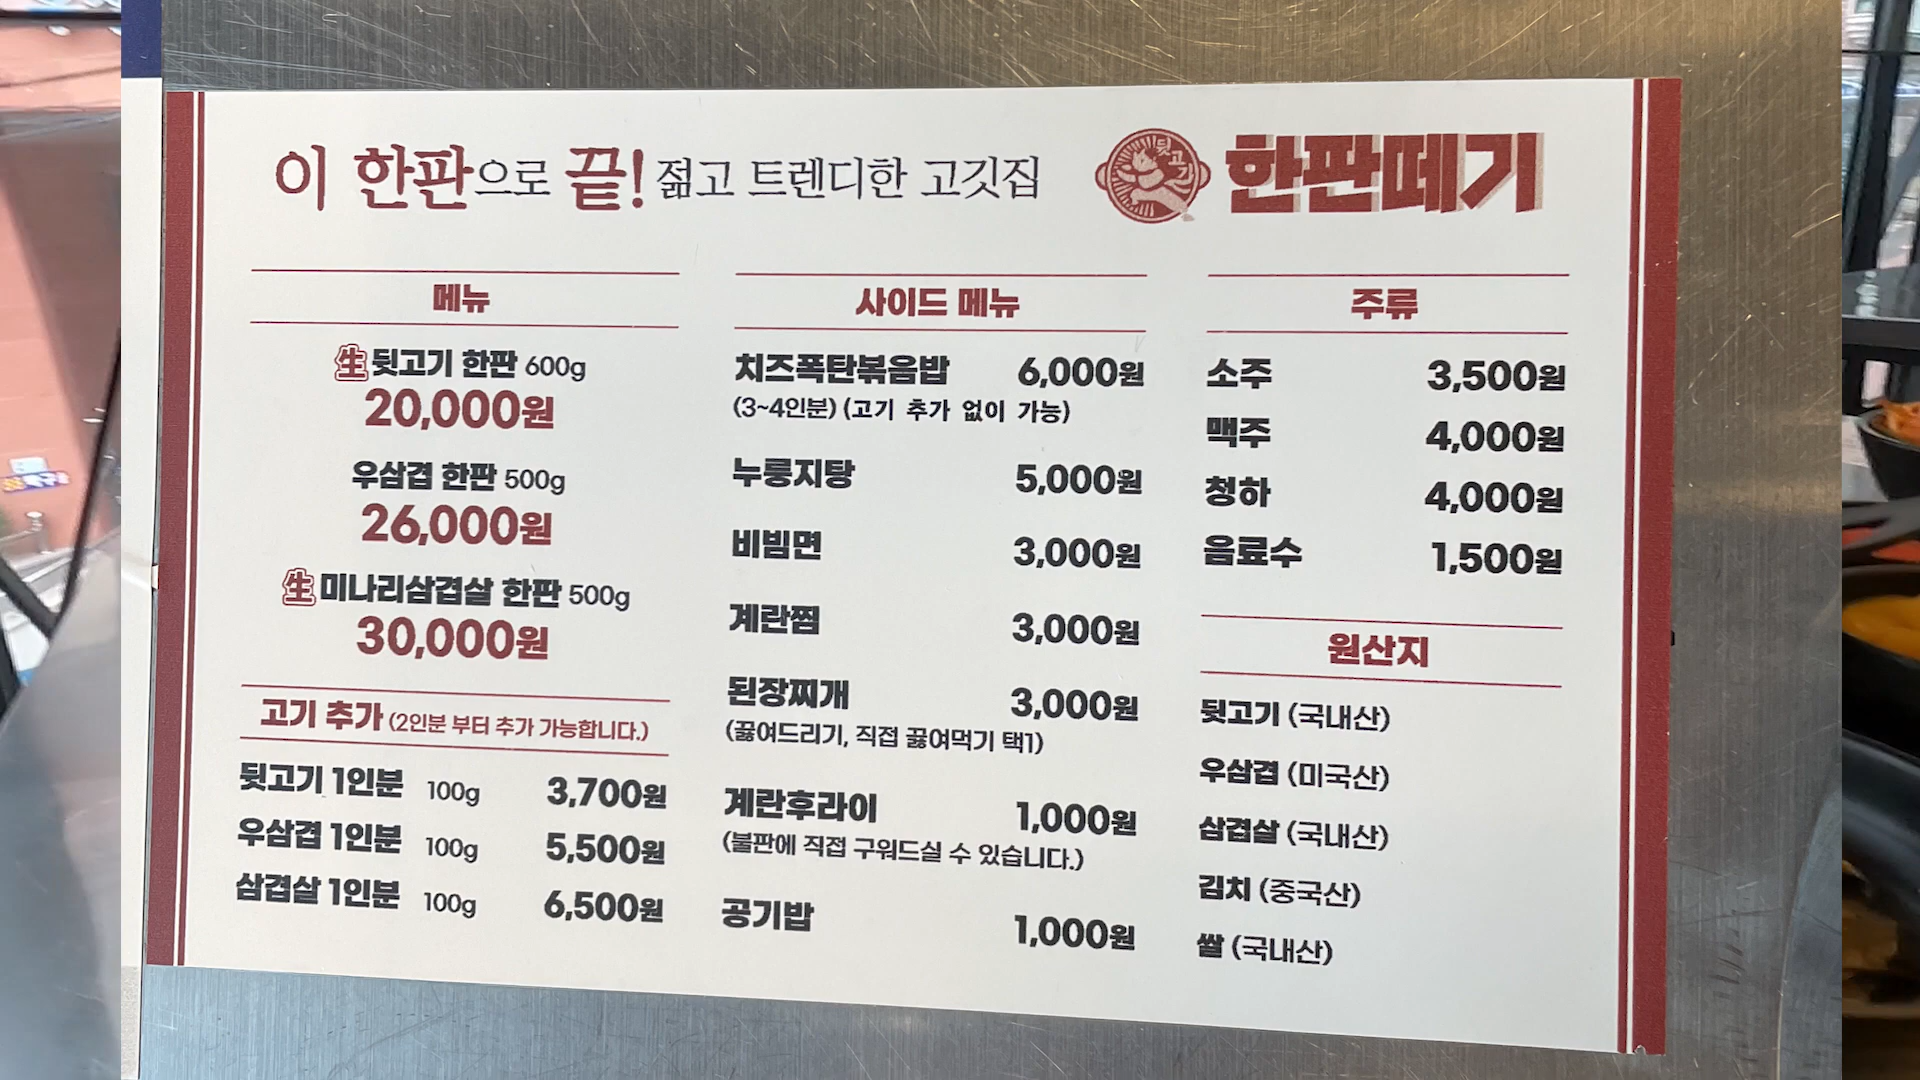 이 한판으로 끝! 젊고 트렌디한 고깃집
뒷고기
한판떼기
메뉴
生 뒷고기 한판 600g
20,000원
우삼겹 한판 500g
26,000원
生 미나리삼겹살 한판 500g
30,000원
고기 추가 (2인분 부터 추가 가능합니다.)
뒷고기 1인분 100g 3,700원
우삼겹 1인분 100g 5,500원
삼겹살 1인분 100g 6,500원
사이드 메뉴
치즈폭탄볶음밥 6,000원
(3~4인분) (고기 추가 없이 가능)
누룽지탕 5,000원
비빔면 3,000원
계란찜 3,000원
된장찌개 3,000원
(끓여드리기, 직접 끓여먹기 택1)
계란후라이 1,000원
(불판에 직접 구워드실 수 있습니다.)
공기밥 1,000원
주류
소주 3,500원
맥주 4,000원
청하 4,000원
음료수 1,500원
원산지
뒷고기 (국내산)
우삼겹 (미국산)
삼겹살 (국내산)
김치 (중국산)
쌀 (국내산)